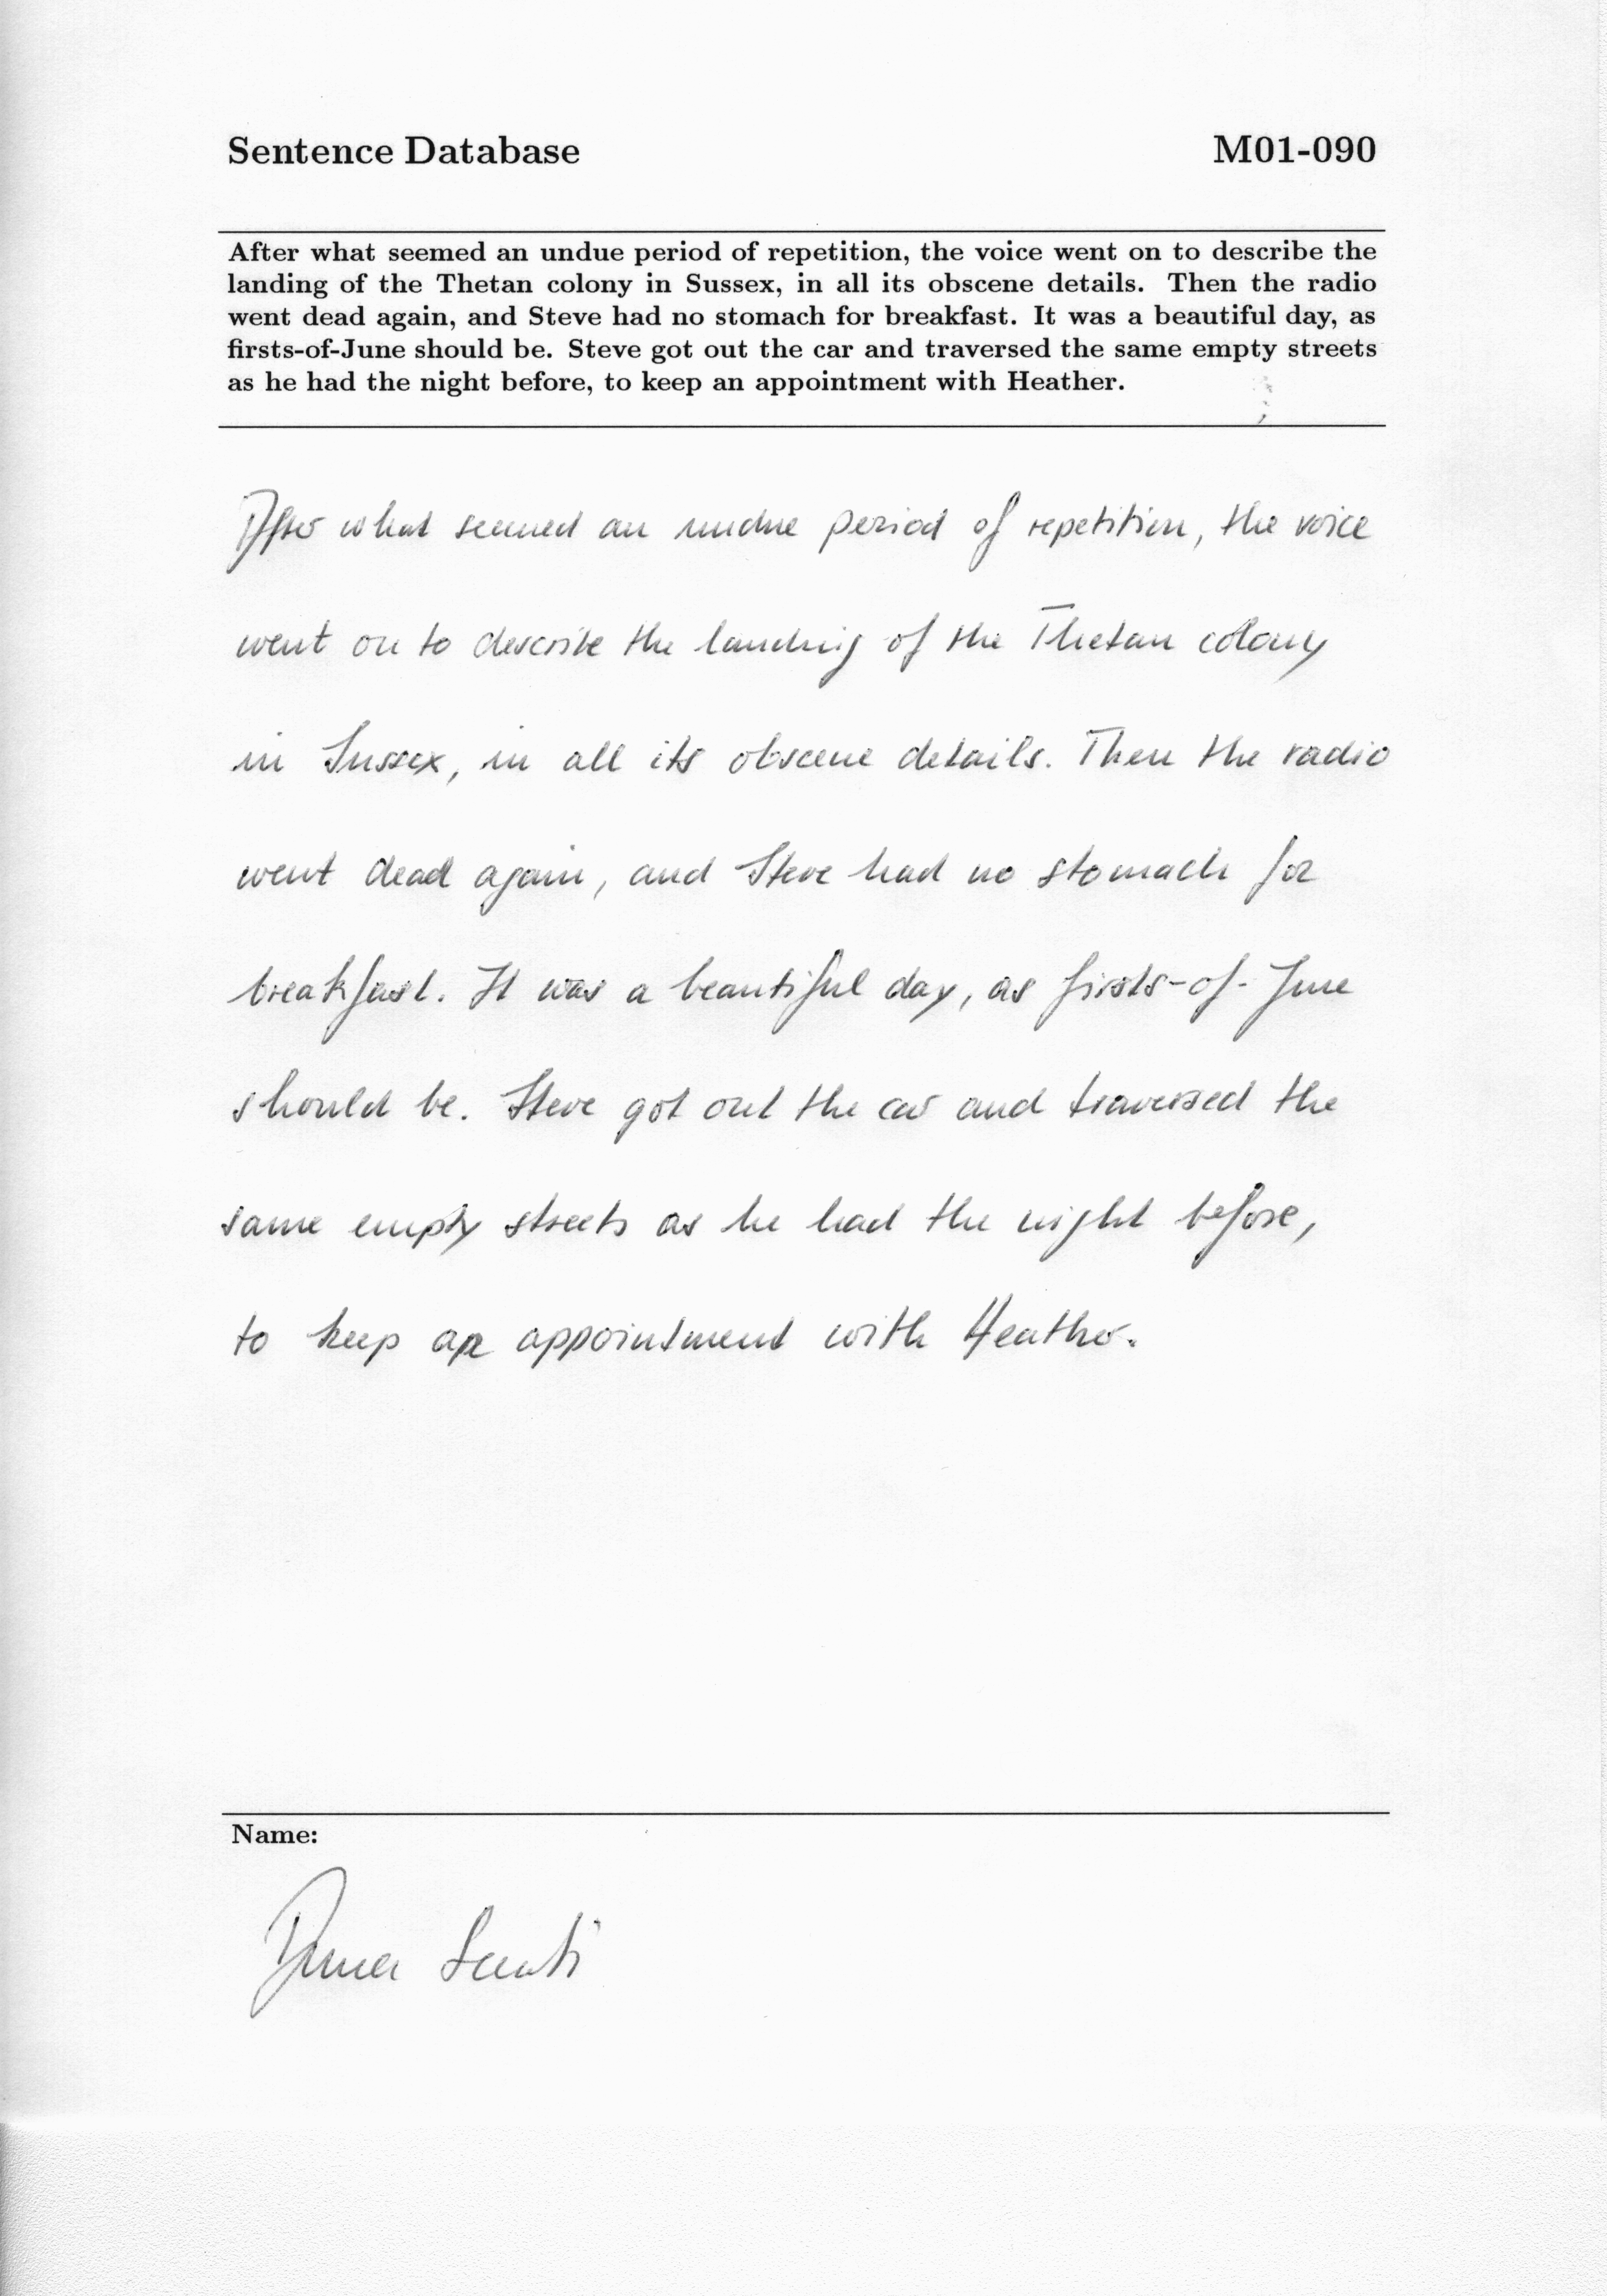 Sentence Database M01-090
After what seemed an undue period of repetition, the voice went on to describe the
landing of the Thetan colony in Sussex, in all its obscene details. Then the radio
went dead again, and Steve had no stomach for breakfast. It was a beautiful day, as
firsts-of-June should be. Steve got out the car and traversed the same empty streets
as he had the night before, to keep an appointment with Heather.
After what seemed an undue period of repetition, the voice
went on to describe the landing of the Thetan colony
in Sussex, in all its obscene details. Then the radio
went dead again, and Steve had no stomach for
breakfast. It was a beautiful day, as firsts-of-June
should be. Steve got out the car and traversed the
same empty streets as he had the night before,
to keep an appointment with Heather.
Name: